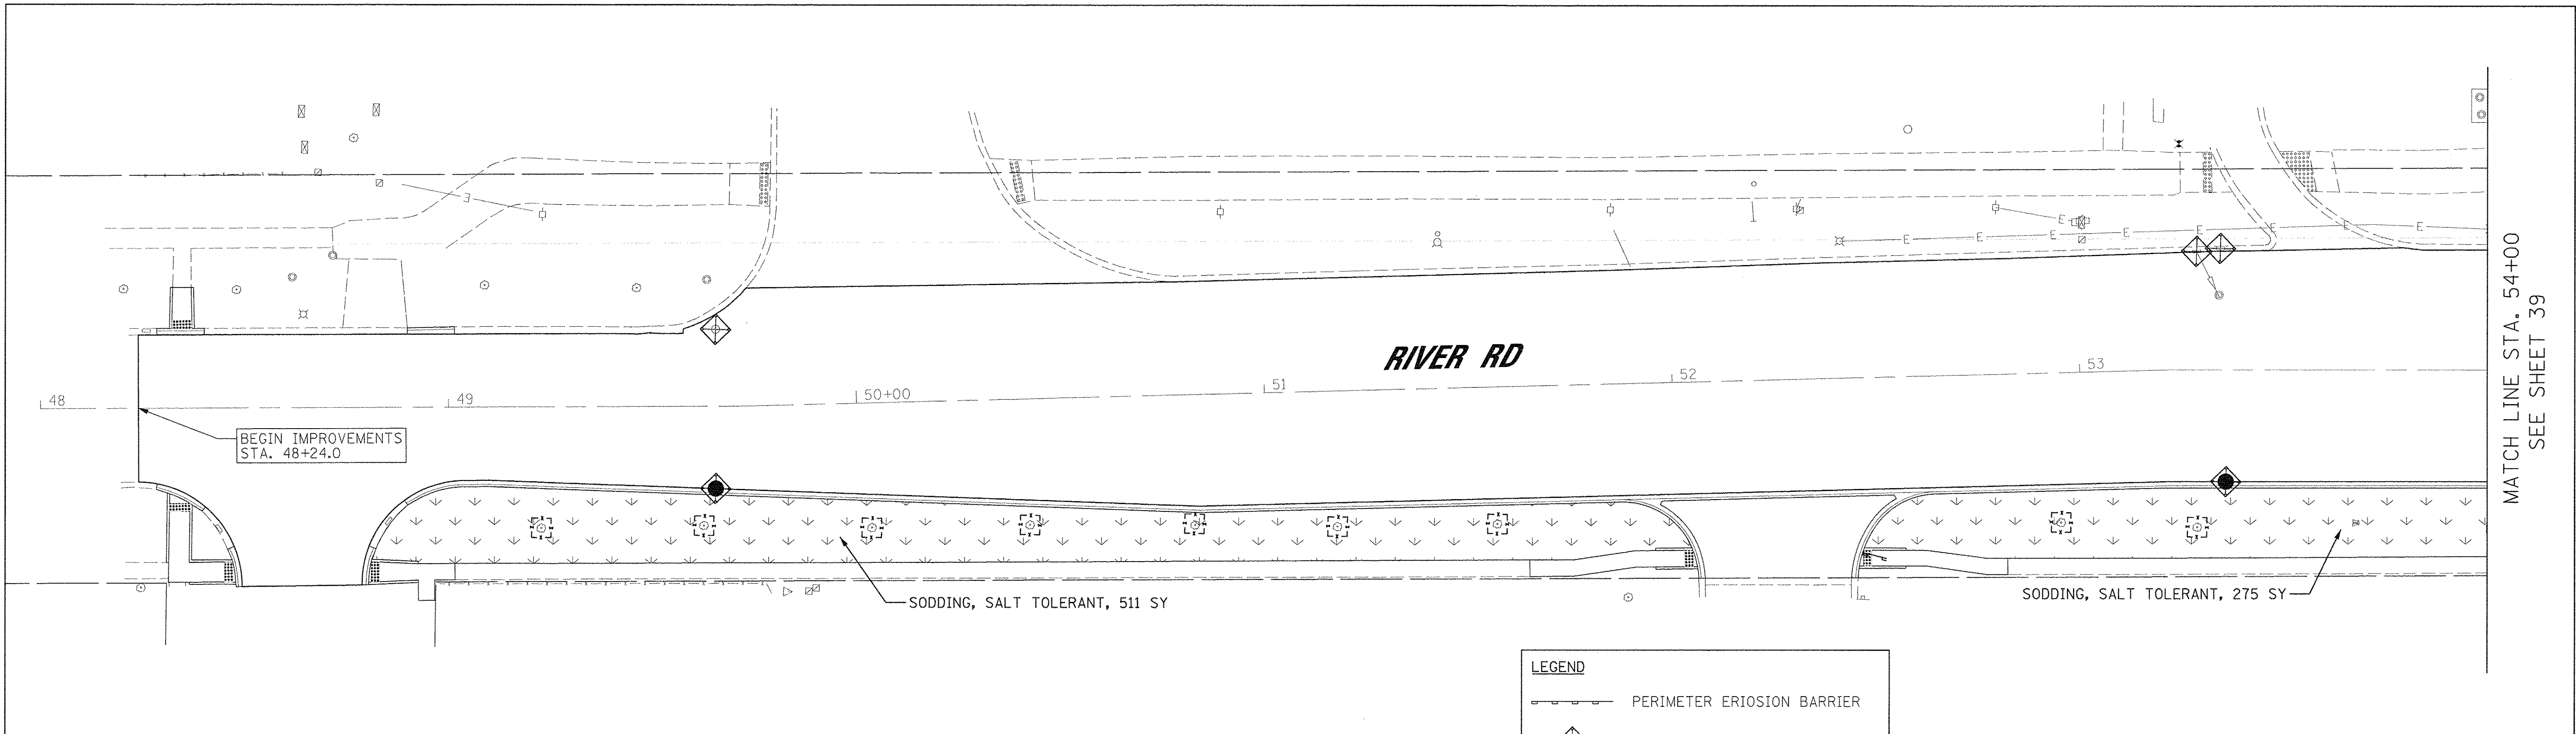 RIVER RD
48
49
50+00
51
52
53
BEGIN IMPROVEMENTS
STA. 48+24.0
E
E
E
E
E
E
E
E
E
SODDING, SALT TOLERANT, 511 SY
SODDING, SALT TOLERANT, 275 SY
MATCH LINE STA. 54+00
SEE SHEET 39
LEGEND
PERIMETER ERIOSION BARRIER